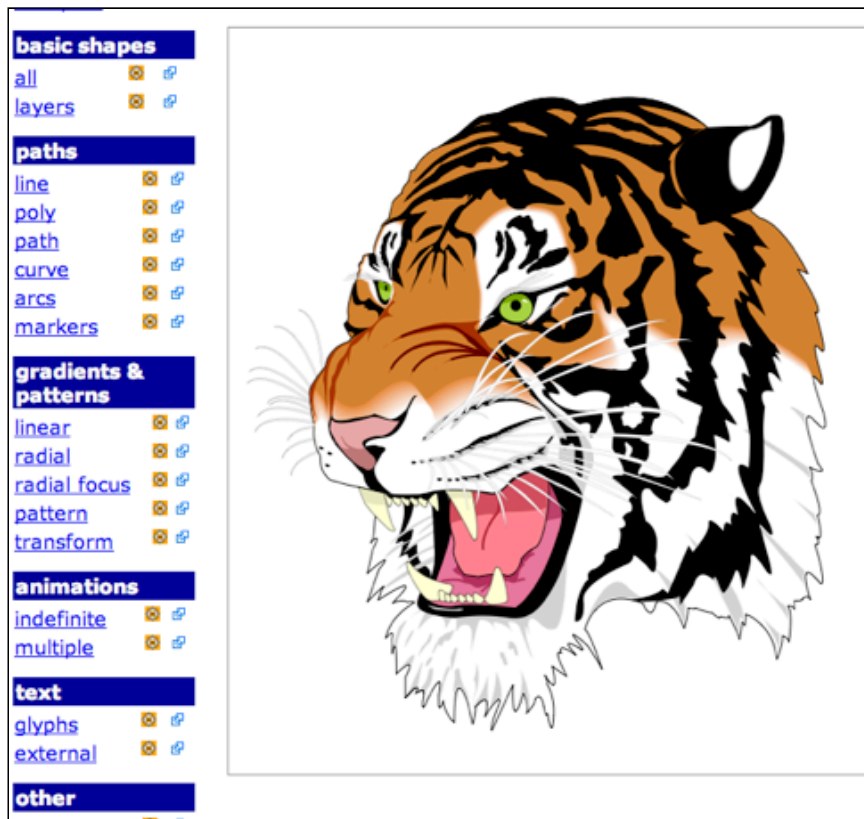 basic shapes
all
layers
paths
line
poly
path
curve
arcs
markers
gradients &
patterns
linear
radial
radial focus
pattern
transform
animations
indefinite
multiple
text
glyphs
external
other